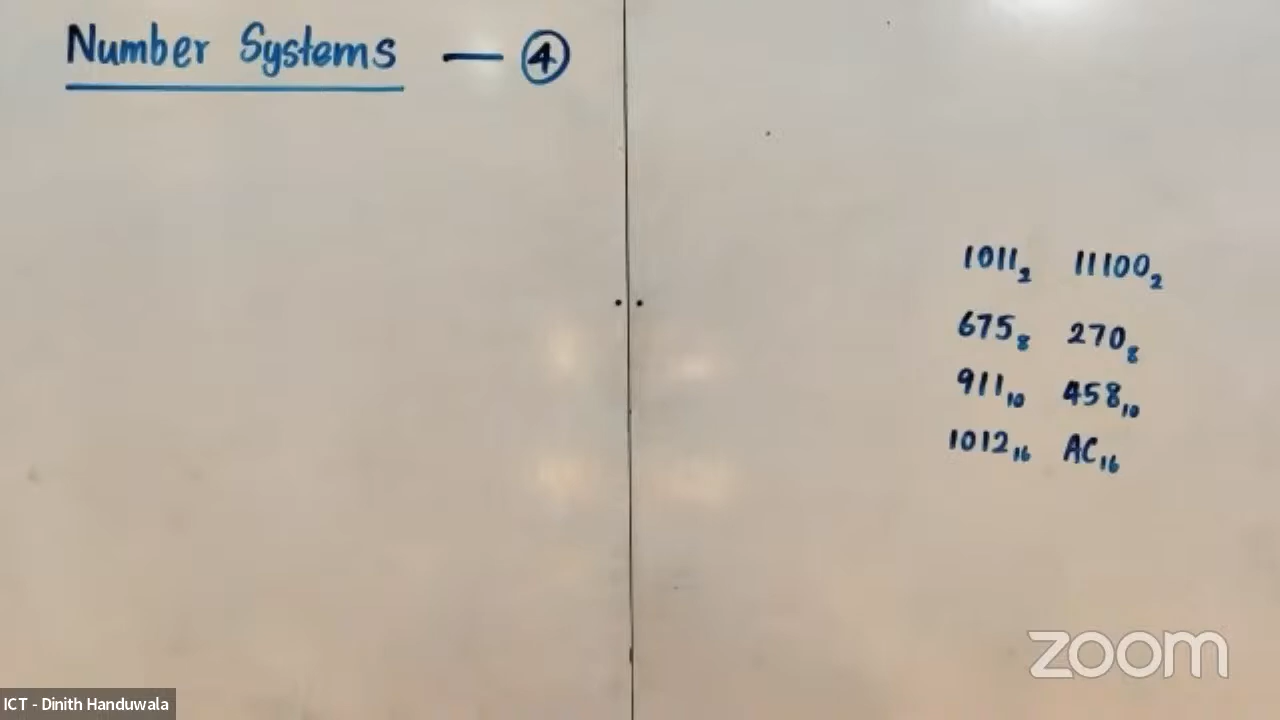 Number Systems — ④
1011₂ 11100₂
675₈ 270₈
911₁₀ 458₁₀
1012₁₆ AC₁₆
zoom
ICT - Dinith Handuwala